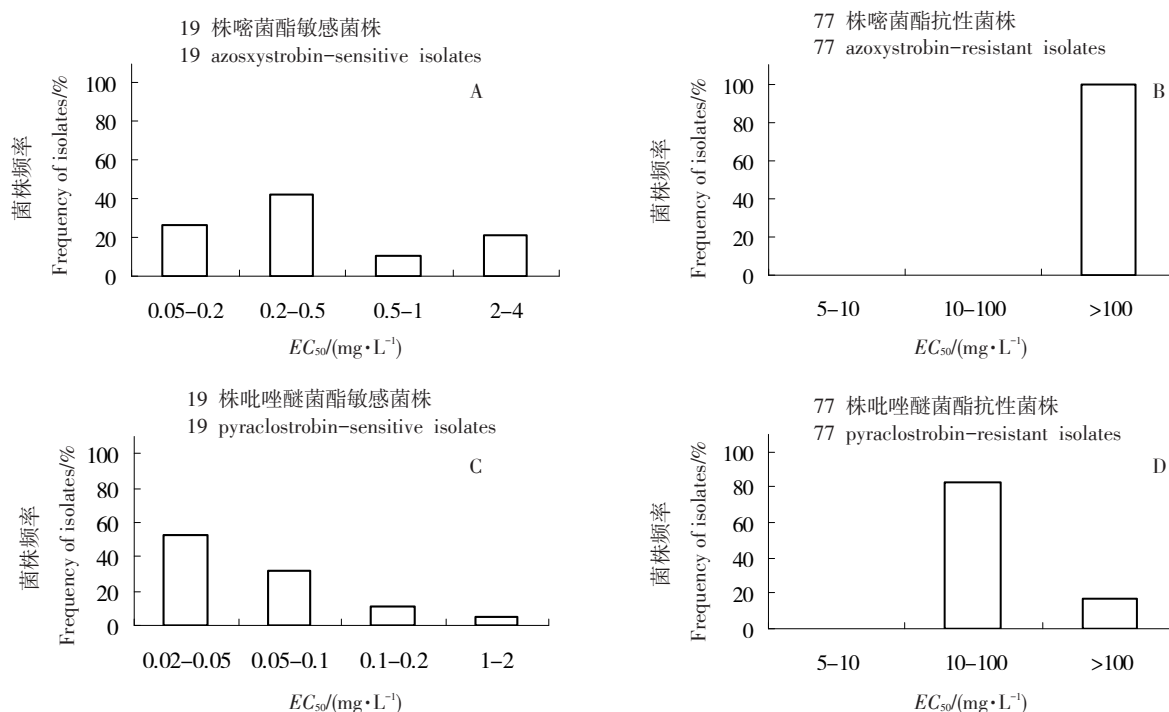 19 株嘧菌酯敏感菌株
19 azosxystrobin-sensitive isolates
A
菌株频率
Frequency of isolates/%
100
80
60
40
20
0
0.05-0.2 0.2-0.5 0.5-1 2-4
EC₅₀/(mg·L⁻¹)
77 株嘧菌酯抗性菌株
77 azoxystrobin-resistant isolates
B
菌株频率
Frequency of isolates/%
100
80
60
40
20
0
5-10 10-100 >100
EC₅₀/(mg·L⁻¹)
19 株吡唑醚菌酯敏感菌株
19 pyraclostrobin-sensitive isolates
C
菌株频率
Frequency of isolates/%
100
80
60
40
20
0
0.02-0.05 0.05-0.1 0.1-0.2 1-2
EC₅₀/(mg·L⁻¹)
77 株吡唑醚菌酯抗性菌株
77 pyraclostrobin-resistant isolates
D
菌株频率
Frequency of isolates/%
100
80
60
40
20
0
5-10 10-100 >100
EC₅₀/(mg·L⁻¹)